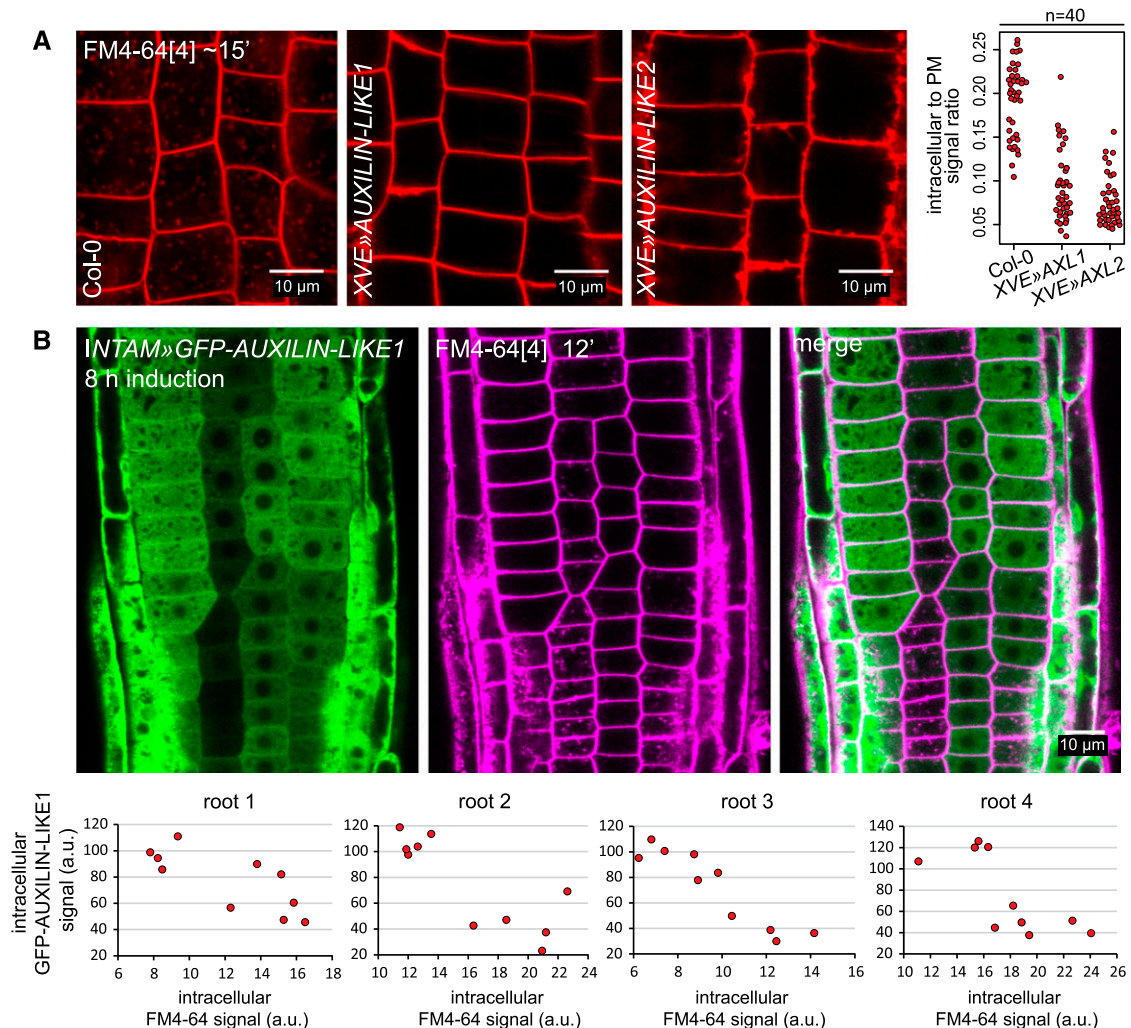 A
FM4-64[4] ~15’
Col-0
10 µm
XVE»AUXILIN-LIKE1
10 µm
XVE»AUXILIN-LIKE2
10 µm
n=40
intracellular to PM
signal ratio
0.25
0.20
0.15
0.10
0.05
Col-0
XVE»AXL1
XVE»AXL2
B
INTAM»GFP-AUXILIN-LIKE1
8 h induction
FM4-64[4] 12’
merge
10 µm
intracellular
GFP-AUXILIN-LIKE1
signal (a.u.)
root 1
120
100
80
60
40
20
6 8 10 12 14 16 18
intracellular
FM4-64 signal (a.u.)
root 2
120
100
80
60
40
20
10 12 14 16 18 20 22 24
intracellular
FM4-64 signal (a.u.)
root 3
120
100
80
60
40
20
6 8 10 12 14 16
intracellular
FM4-64 signal (a.u.)
root 4
140
120
100
80
60
40
20
10 12 14 16 18 20 22 24 26
intracellular
FM4-64 signal (a.u.)